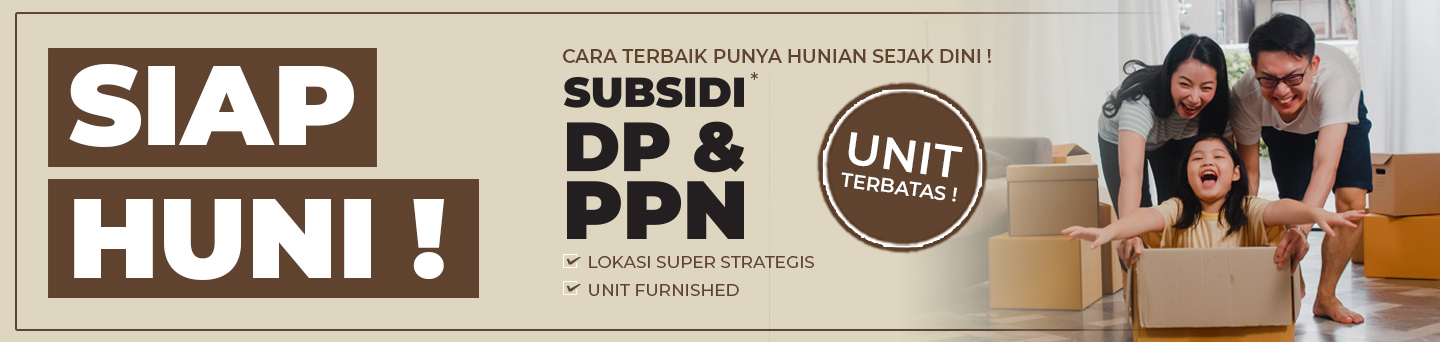 SIAP
HUNI !
CARA TERBAIK PUNYA HUNIAN SEJAK DINI !
SUBSIDI*
DP &
PPN
LOKASI SUPER STRATEGIS
UNIT FURNISHED
UNIT
TERBATAS !